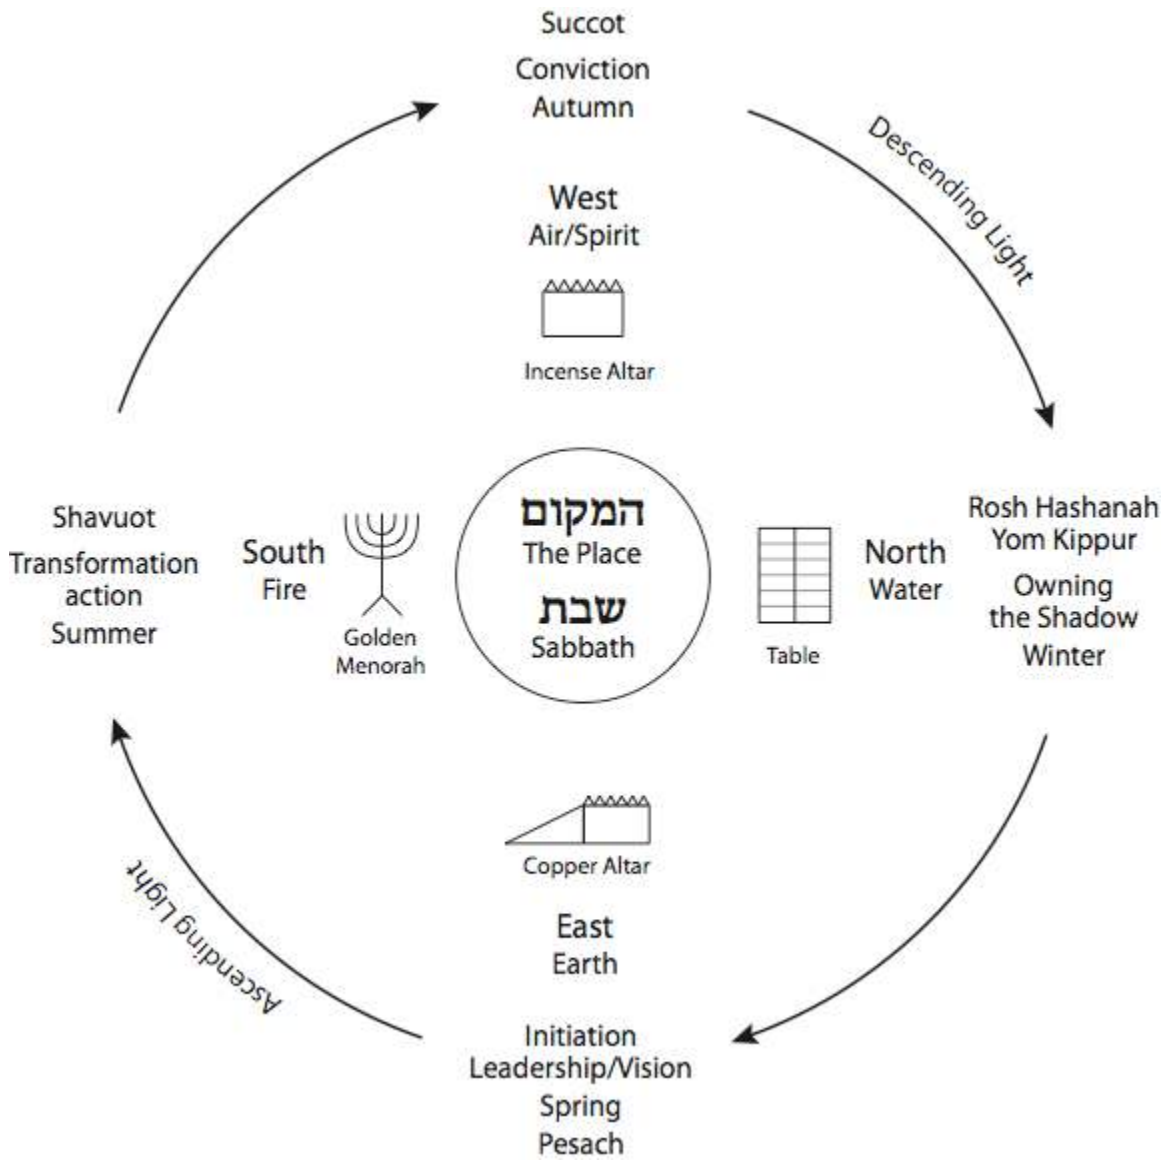 Succot
Conviction
Autumn
Descending Light
West
Air/Spirit
Incense Altar
Shavuot
Transformation
action
Summer
South
Fire
Golden
Menorah
המקום
The Place
שבת
Sabbath
Table
North
Water
Rosh Hashanah
Yom Kippur
Owning
the Shadow
Winter
Copper Altar
East
Earth
Ascending Light
Initiation
Leadership/Vision
Spring
Pesach